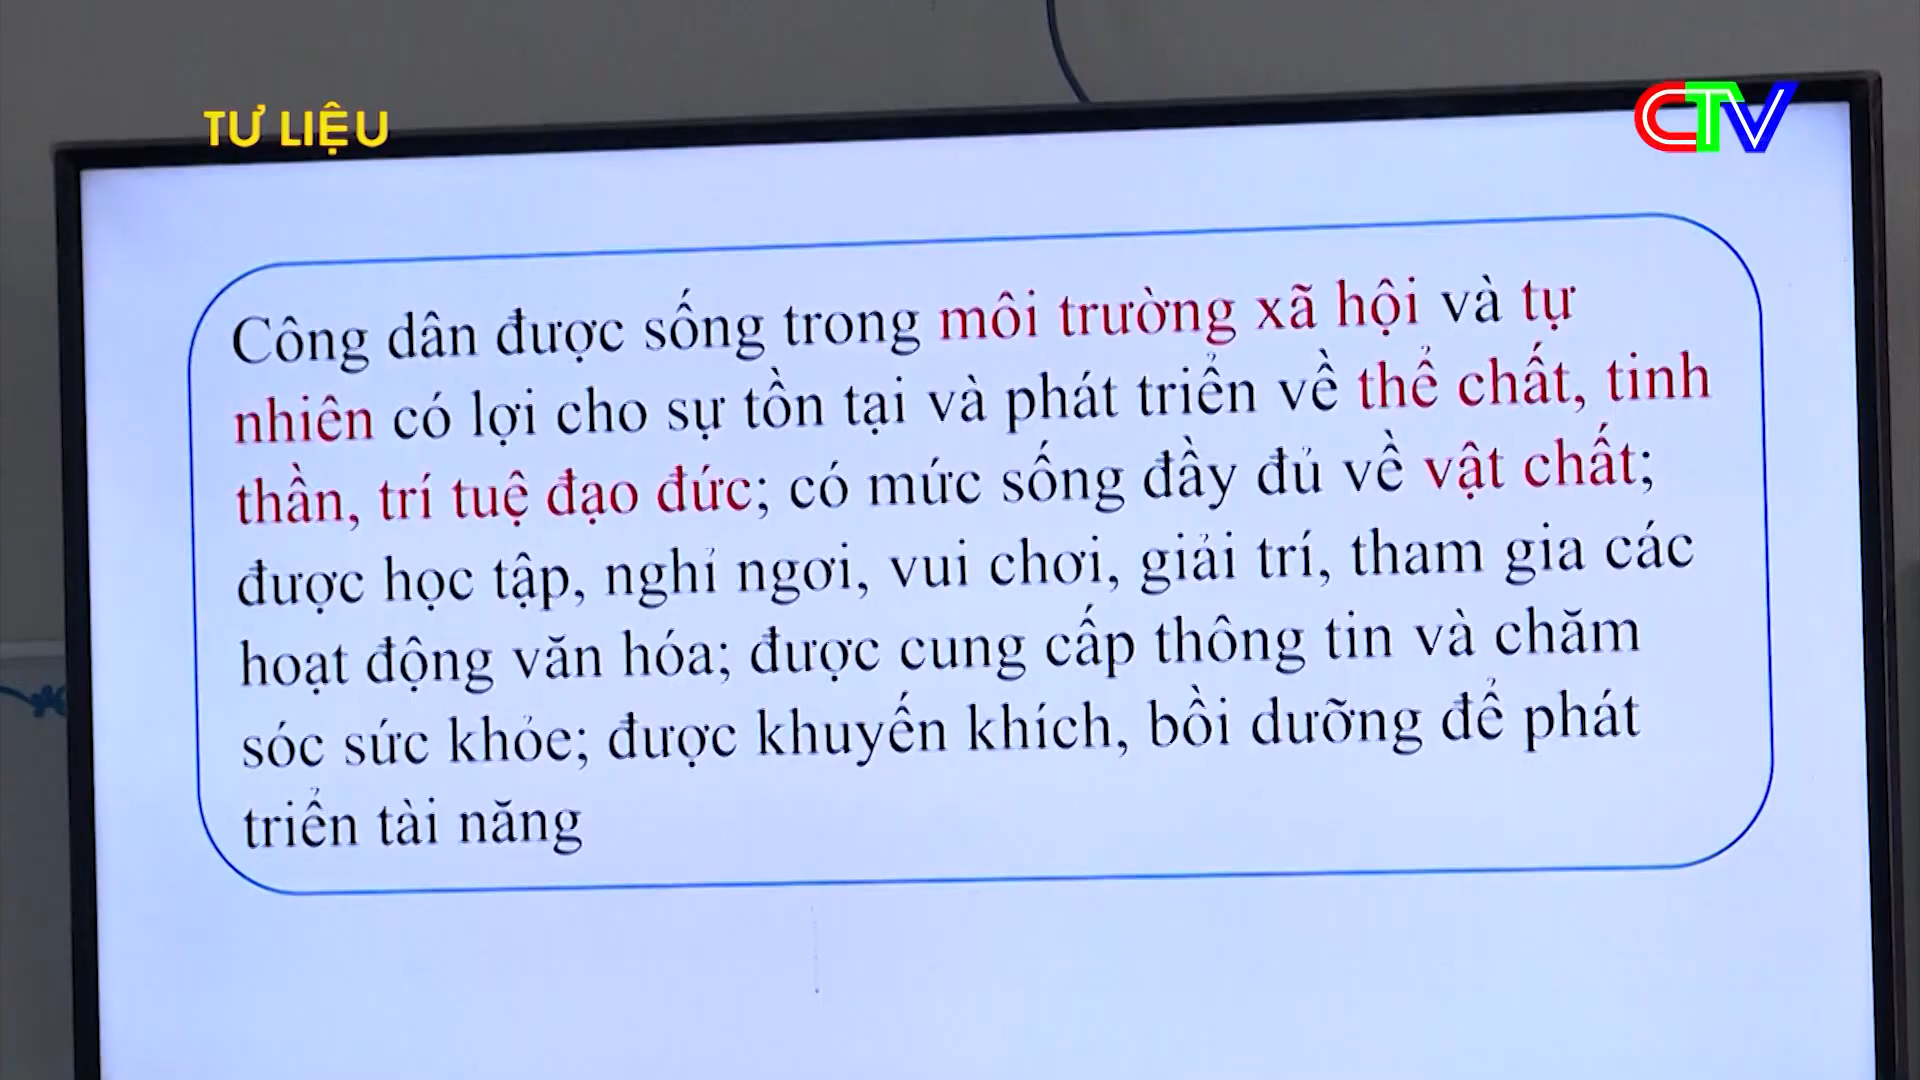 TƯ LIỆU
CTV
Công dân được sống trong môi trường xã hội và tự
nhiên có lợi cho sự tồn tại và phát triển về thể chất, tinh
thần, trí tuệ đạo đức; có mức sống đầy đủ về vật chất;
được học tập, nghỉ ngơi, vui chơi, giải trí, tham gia các
hoạt động văn hóa; được cung cấp thông tin và chăm
sóc sức khỏe; được khuyến khích, bồi dưỡng để phát
triển tài năng